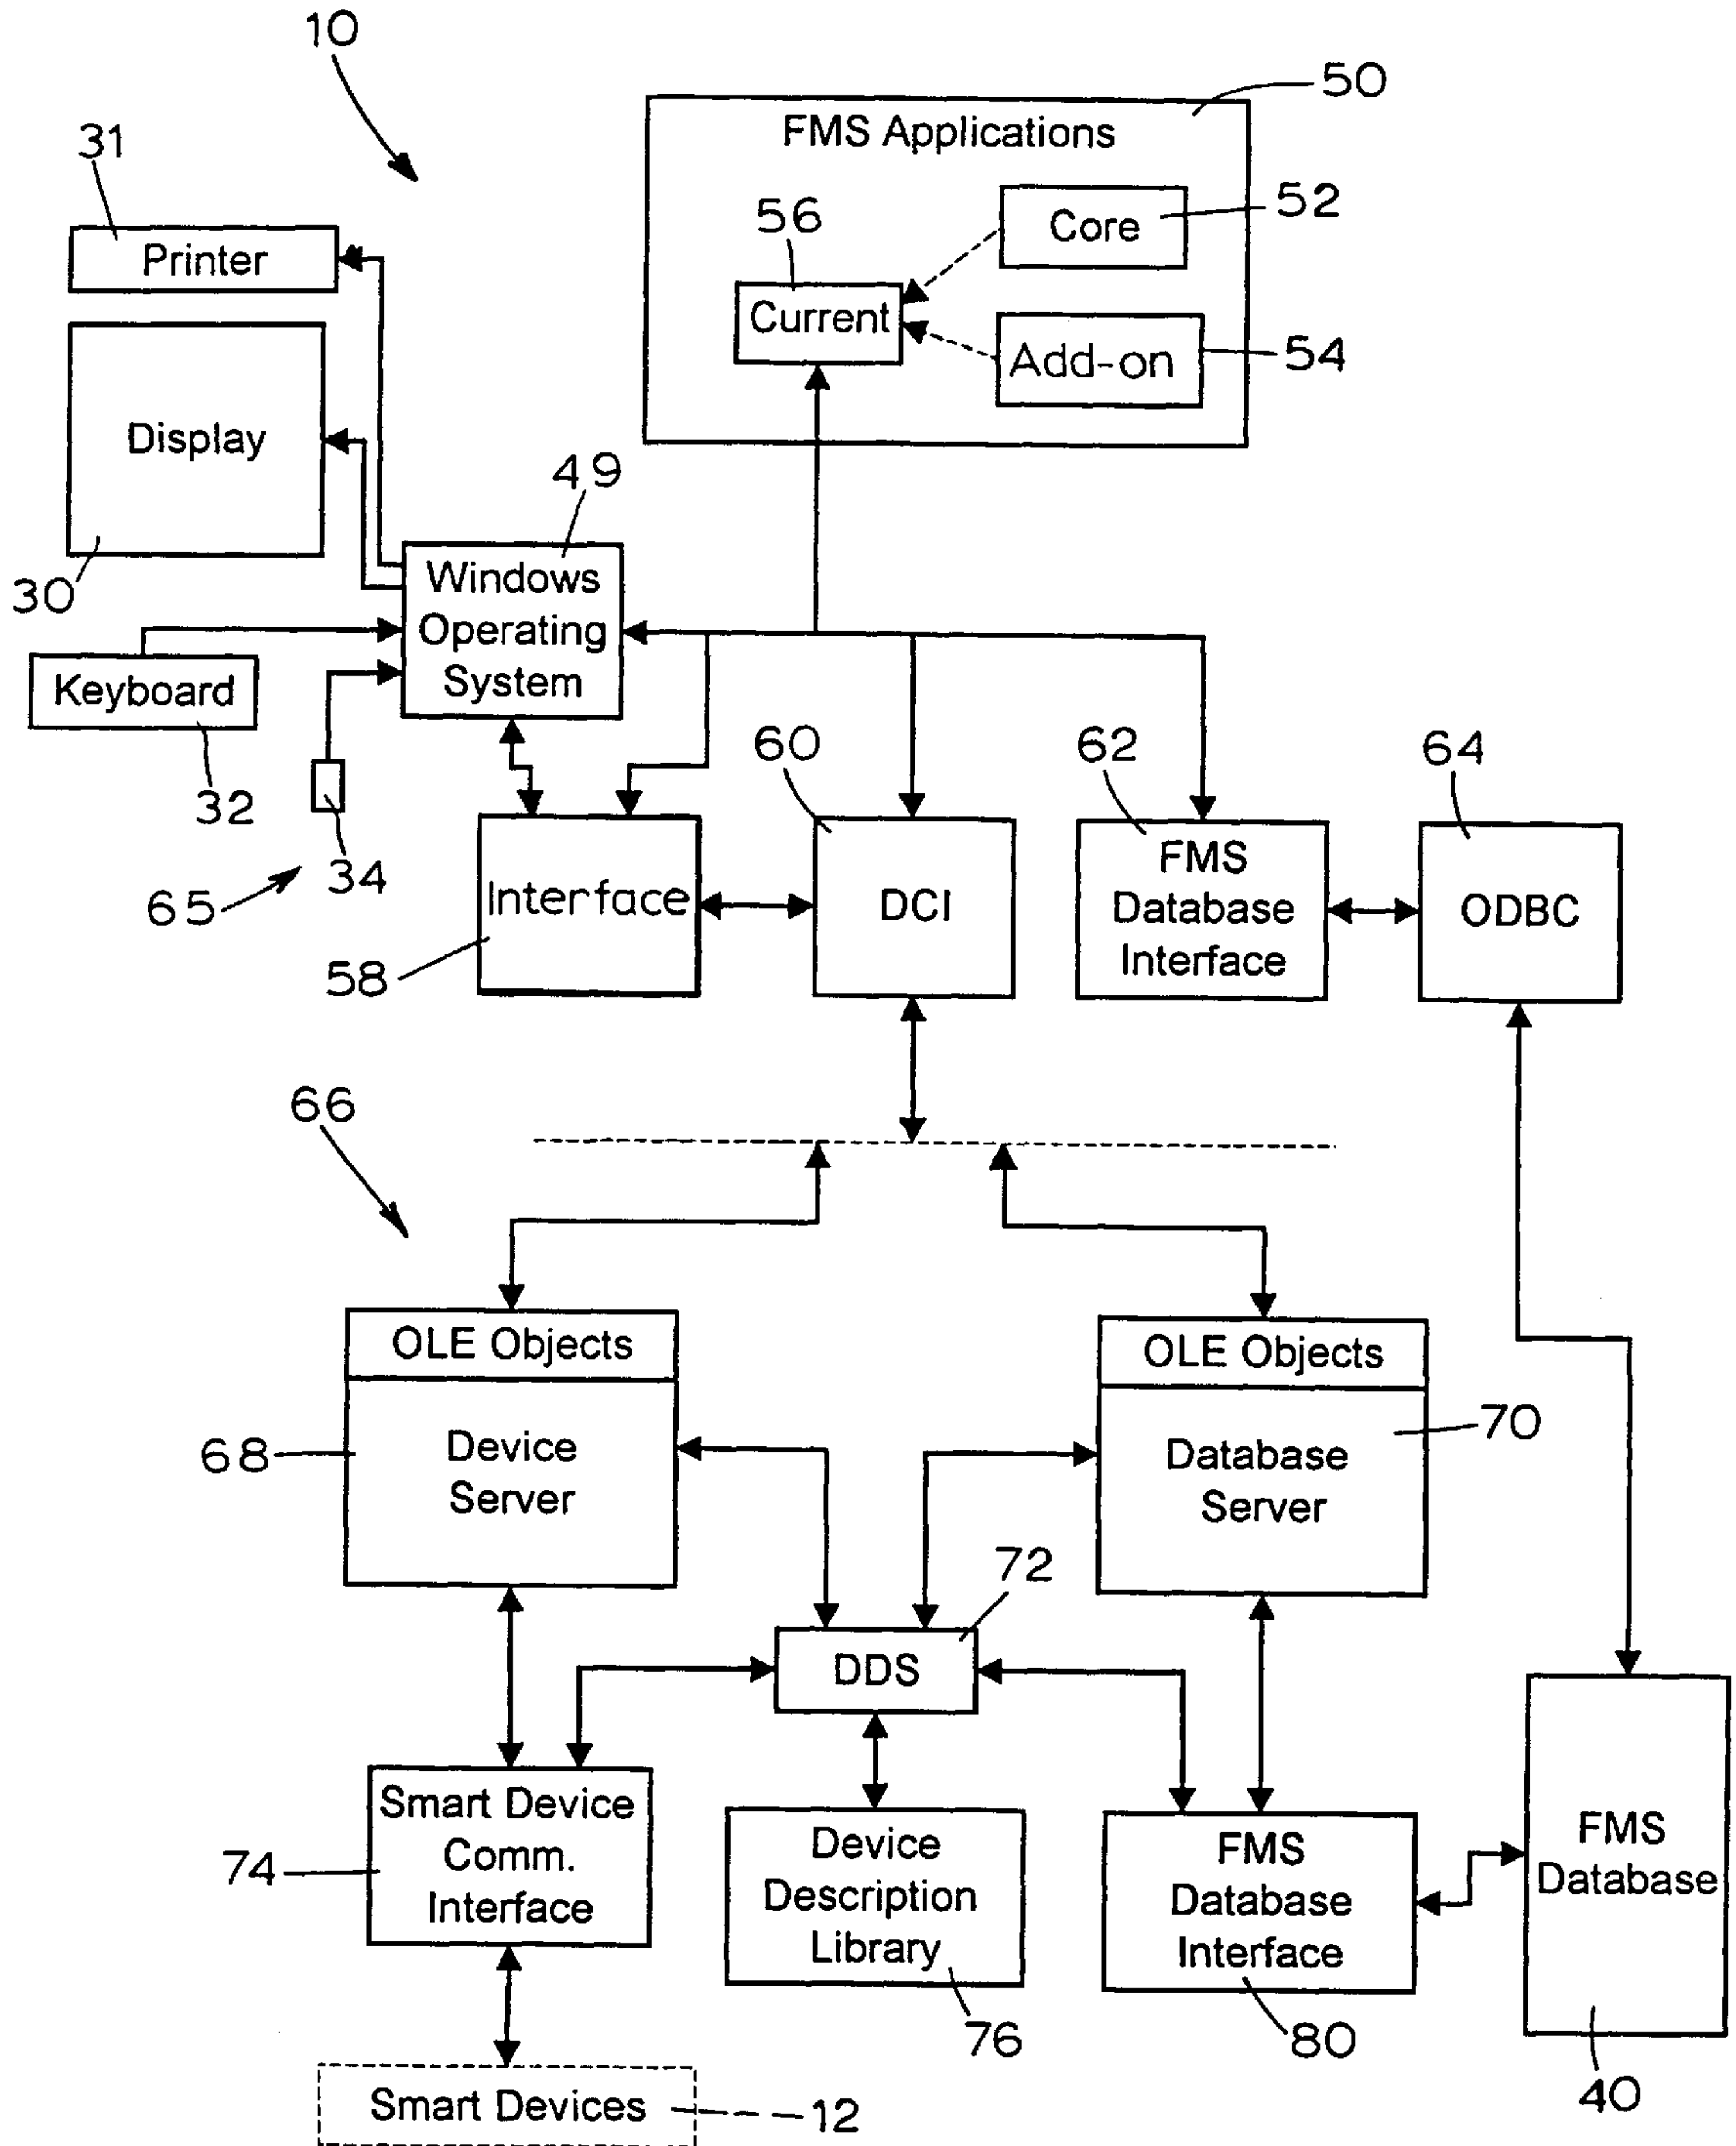 10
50
FMS Applications
31
52
Core
56
Printer
Current
Add-on
54
Display
49
30
Windows
Operating
System
Keyboard
32
34
65
60
62
64
Interface
58
DCI
FMS
Database
Interface
ODBC
66
OLE Objects
OLE Objects
68
Device
Server
70
Database
Server
72
DDS
Smart Device
Comm.
Interface
74
Device
Description
Library
76
FMS
Database
Interface
80
FMS
Database
40
Smart Devices
12